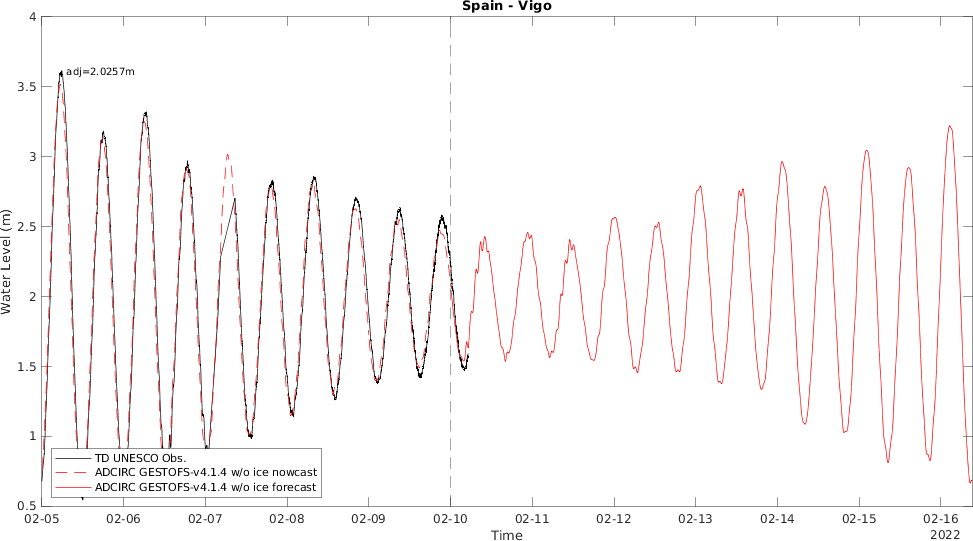 Spain - Vigo
adj=2.0257m
Water Level (m)
4
3.5
3
2.5
2
1.5
1
0.5
TD UNESCO Obs.
ADCIRC GESTOFS-v4.1.4 w/o ice nowcast
ADCIRC GESTOFS-v4.1.4 w/o ice forecast
02-05 02-06 02-07 02-08 02-09 02-10 02-11 02-12 02-13 02-14 02-15 02-16
2022
Time